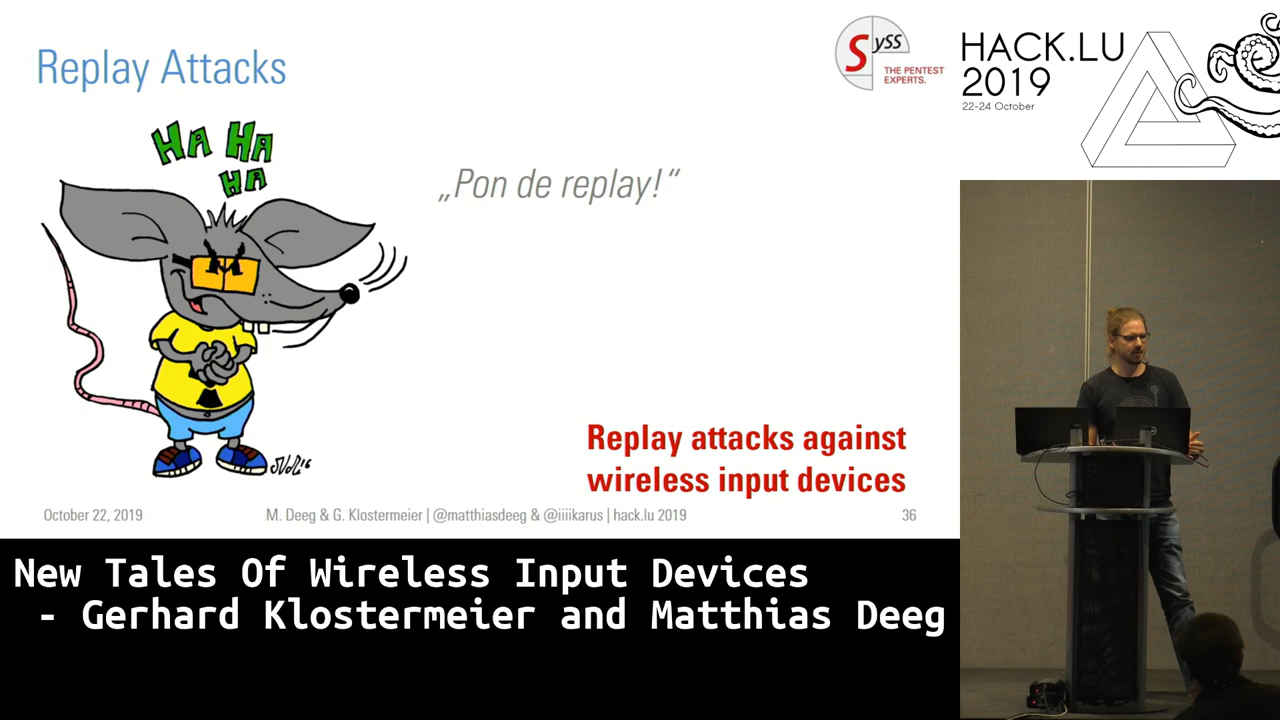 Replay Attacks
SySS
THE PENTEST
EXPERTS.
HACK.LU
2019
22-24 October
HA HA
HA
„Pon de replay!“
Replay attacks against
wireless input devices
October 22, 2019
M. Deeg & G. Klostermeier | @matthiasdeeg & @iiiikarus | hack.lu 2019
36
New Tales Of Wireless Input Devices
- Gerhard Klostermeier and Matthias Deeg